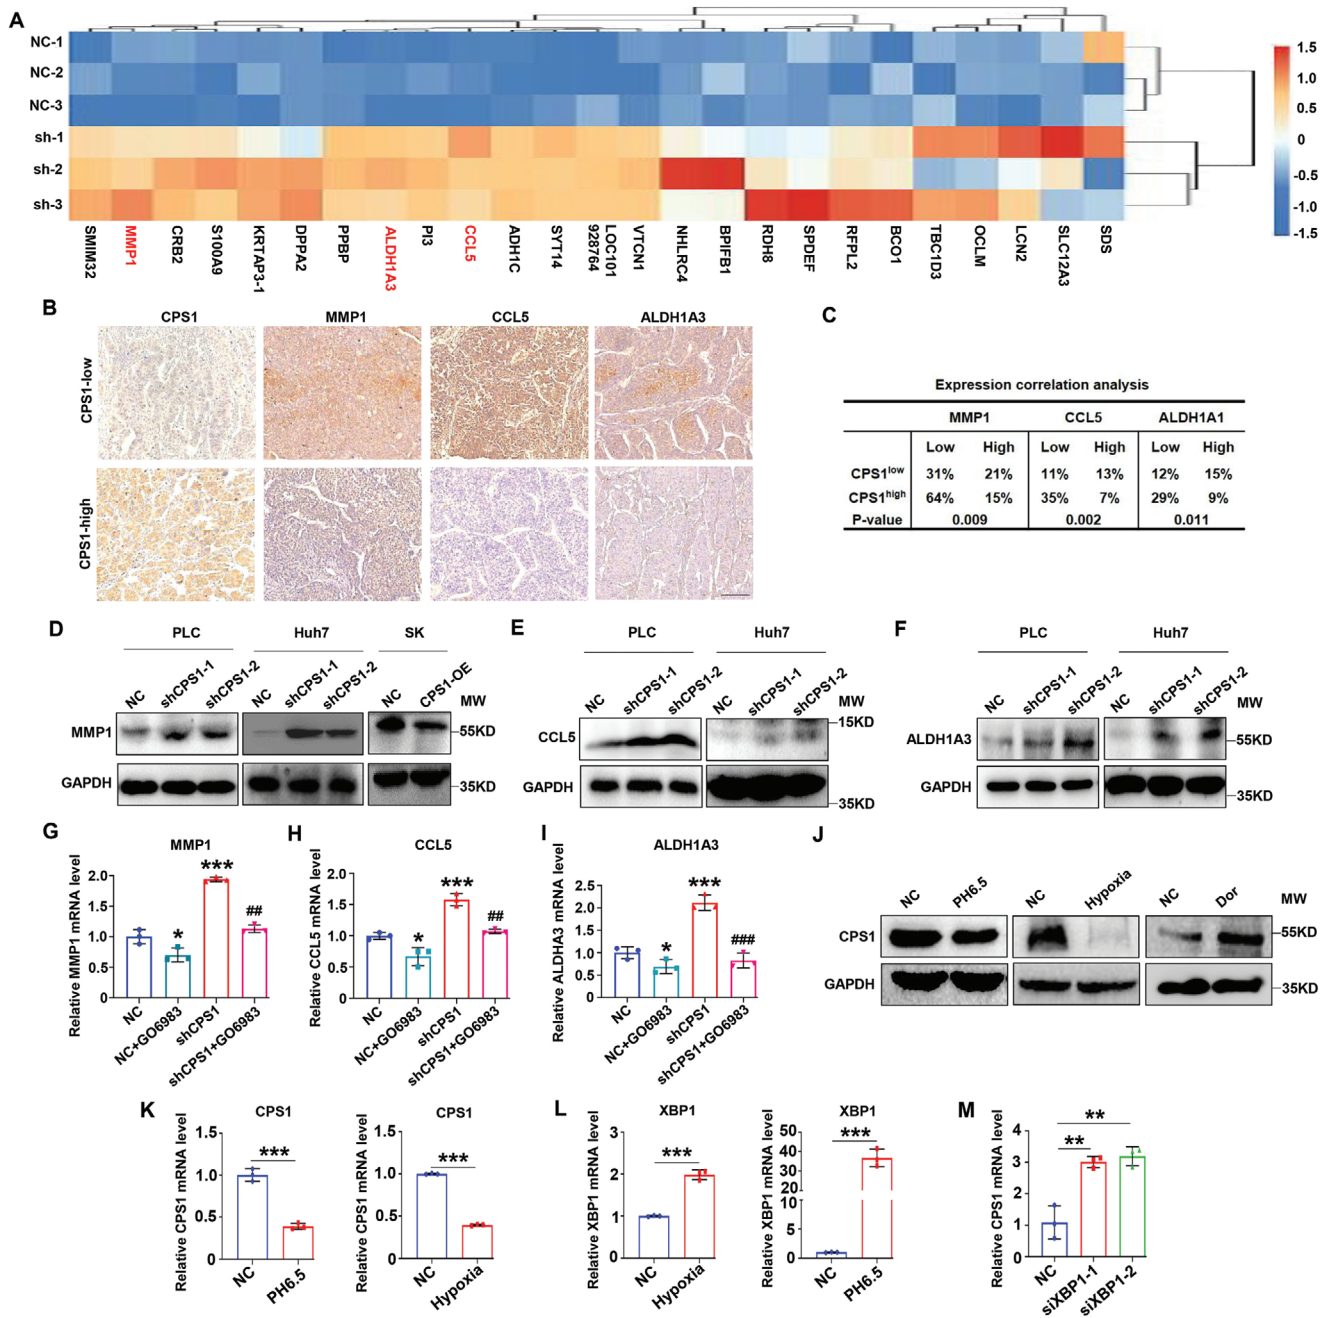 A
NC-1
NC-2
NC-3
sh-1
sh-2
sh-3
1.5
1.0
0.5
0
-0.5
-1.0
-1.5
SMIM32
MMP1
CRB2
S100A9
KRTAP3-1
DPPA2
PPBP
ALDH1A3
PI3
CCL5
ADH1C
SYT14
LOC101
928764
VTCN1
NHLRC4
BPIFB1
RDH8
SPDEF
RFPL2
BCO1
TBC1D3
OCLM
LCN2
SLC12A3
SDS
B
CPS1 MMP1 CCL5 ALDH1A3
CPS1-low
CPS1-high
C
Expression correlation analysis
MMP1 CCL5 ALDH1A1
Low High Low High Low High
CPS1low 31% 21% 11% 13% 12% 15%
CPS1high 64% 15% 35% 7% 29% 9%
P-value 0.009 0.002 0.011
D
PLC Huh7 SK
NC shCPS1-1 shCPS1-2 NC shCPS1-1 shCPS1-2 NC CPS1-OE MW
MMP1 55KD
GAPDH 35KD
E
PLC Huh7
NC shCPS1-1 shCPS1-2 NC shCPS1-1 shCPS1-2 MW
CCL5 15KD
GAPDH 35KD
F
PLC Huh7
NC shCPS1-1 shCPS1-2 NC shCPS1-1 shCPS1-2 MW
ALDH1A3 55KD
GAPDH 35KD
G
MMP1
Relative MMP1 mRNA level
2.0
1.5
1.0
0.5
0
* *** ##
NC NC+GO6983 shCPS1 shCPS1+GO6983
H
CCL5
Relative CCL5 mRNA level
2.0
1.5
1.0
0.5
0
* *** ##
NC NC+GO6983 shCPS1 shCPS1+GO6983
I
ALDH1A3
Relative ALDHA3 mRNA level
2.5
2.0
1.5
1.0
0.5
0
* *** ###
NC NC+GO6983 shCPS1 shCPS1+GO6983
J
NC PH6.5 NC Hypoxia NC Dor MW
CPS1 55KD
GAPDH 35KD
K
CPS1
Relative CPS1 mRNA level
1.5
1.0
0.5
0
***
NC PH6.5
CPS1
Relative CPS1 mRNA level
1.5
1.0
0.5
0
***
NC Hypoxia
L
XBP1
Relative XBP1 mRNA level
3
2
1
0
***
NC Hypoxia
XBP1
Relative XBP1 mRNA level
50
40
30
20
10
5
0
***
NC PH6.5
M
Relative CPS1 mRNA level
4
3
2
1
0
**
**
NC siXBP1-1 siXBP1-2